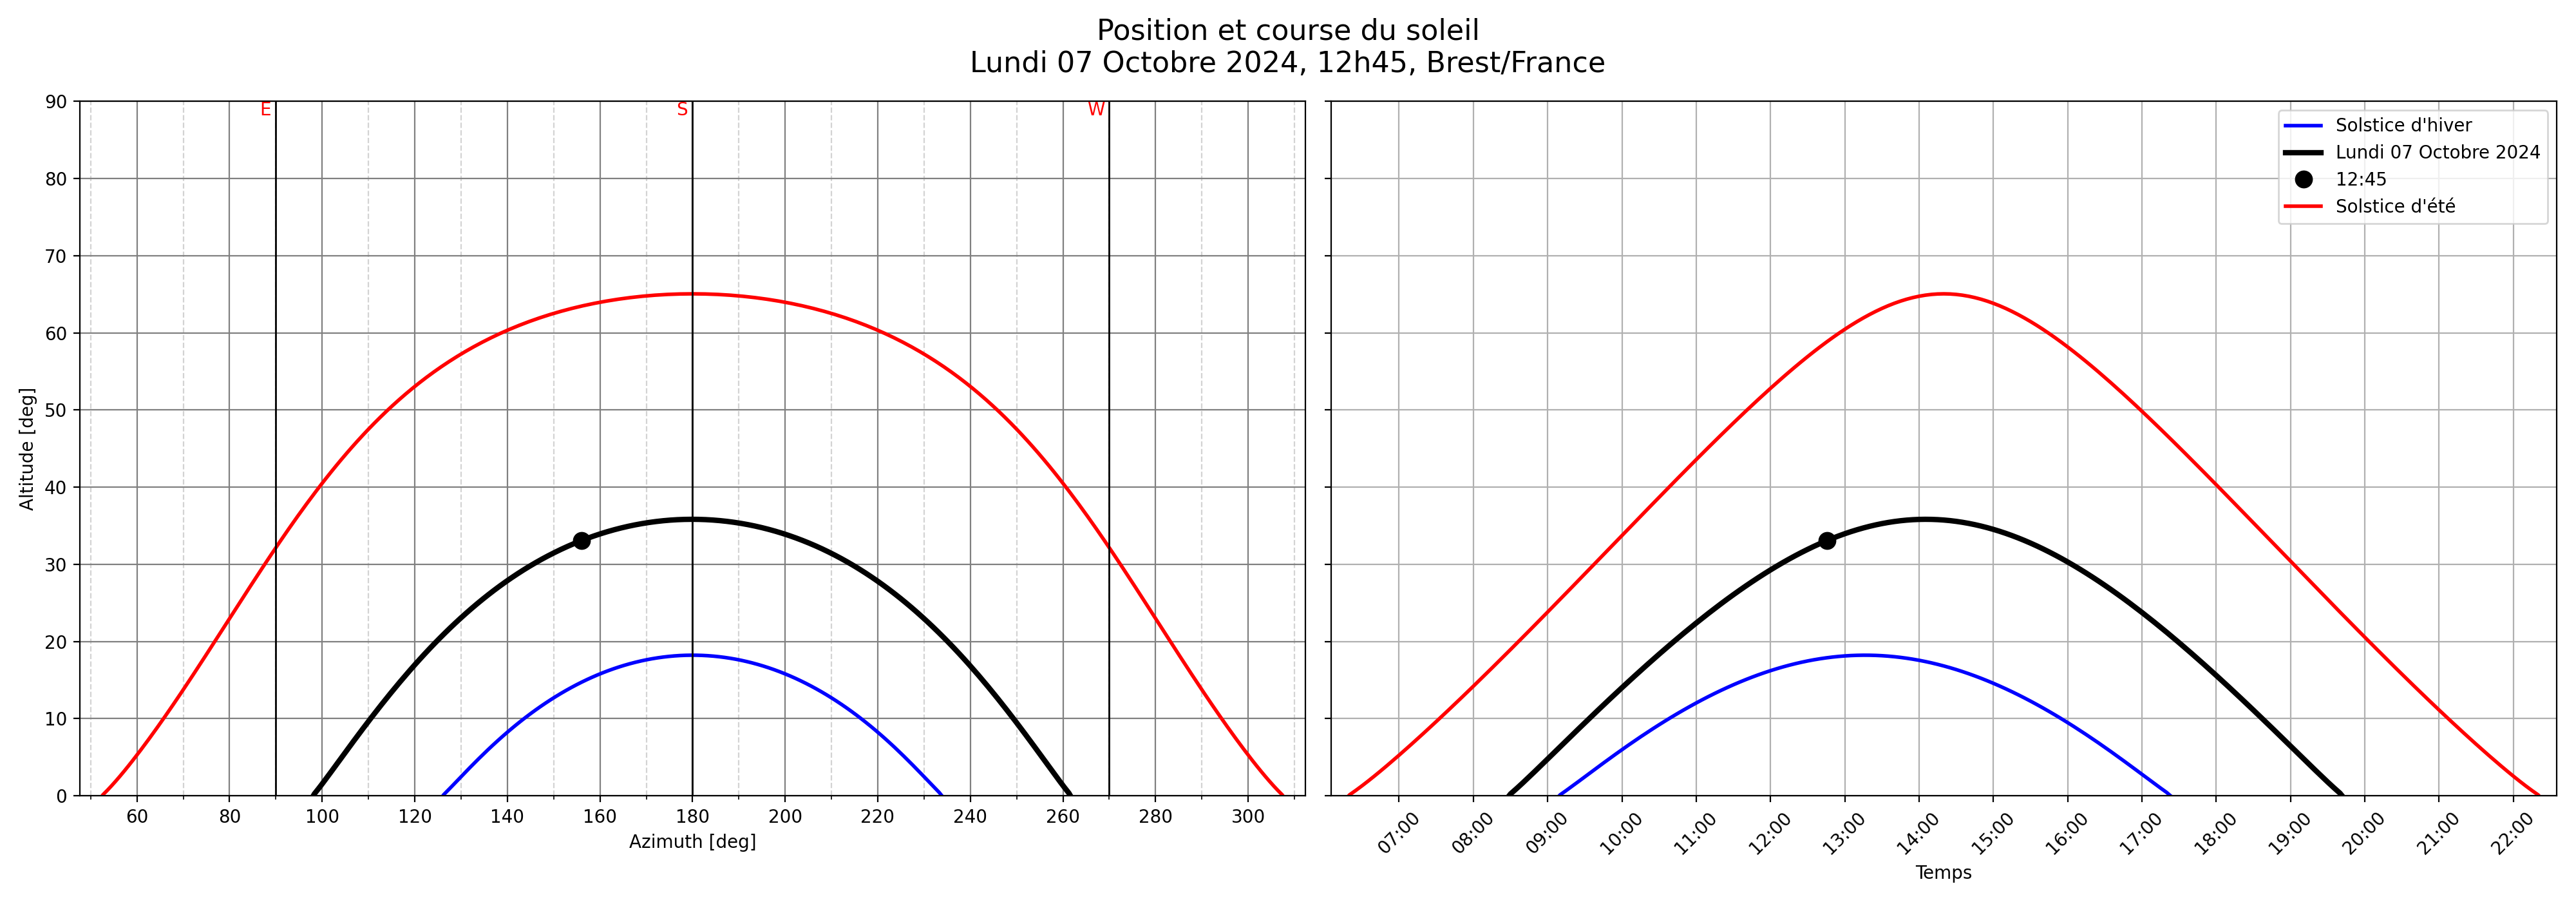 Position et course du soleil
Lundi 07 Octobre 2024, 12h45, Brest/France
E
S
W
90
80
70
60
50
40
30
20
10
0
Altitude [deg]
60 80 100 120 140 160 180 200 220 240 260 280 300
Azimuth [deg]
Solstice d'hiver
Lundi 07 Octobre 2024
12:45
Solstice d'été
07:00 08:00 09:00 10:00 11:00 12:00 13:00 14:00 15:00 16:00 17:00 18:00 19:00 20:00 21:00 22:00
Temps